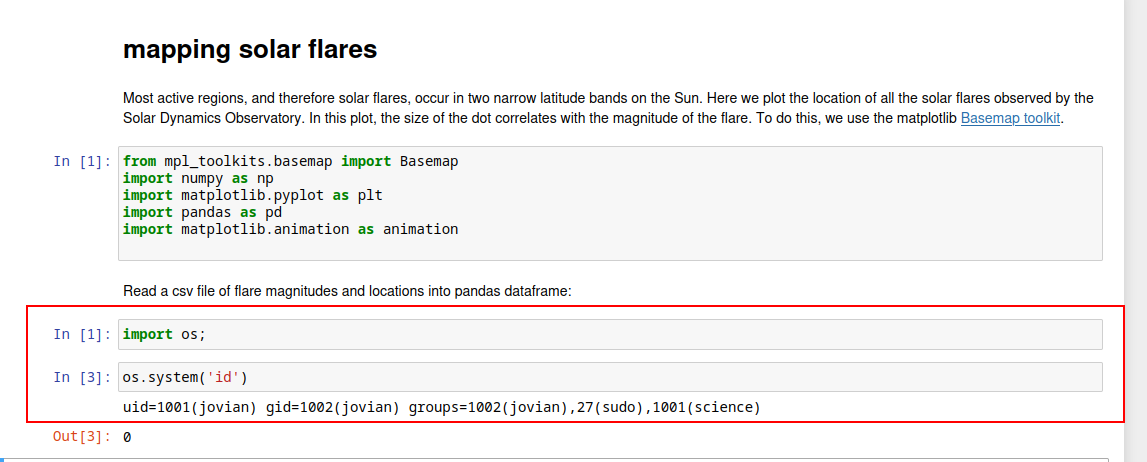 mapping solar flares
Most active regions, and therefore solar flares, occur in two narrow latitude bands on the Sun. Here we plot the location of all the solar flares observed by the
Solar Dynamics Observatory. In this plot, the size of the dot correlates with the magnitude of the flare. To do this, we use the matplotlib Basemap toolkit.
In [1]: from mpl_toolkits.basemap import Basemap
import numpy as np
import matplotlib.pyplot as plt
import pandas as pd
import matplotlib.animation as animation
Read a csv file of flare magnitudes and locations into pandas dataframe:
In [1]: import os;
In [3]: os.system('id')
uid=1001(jovian) gid=1002(jovian) groups=1002(jovian),27(sudo),1001(science)
Out[3]: 0